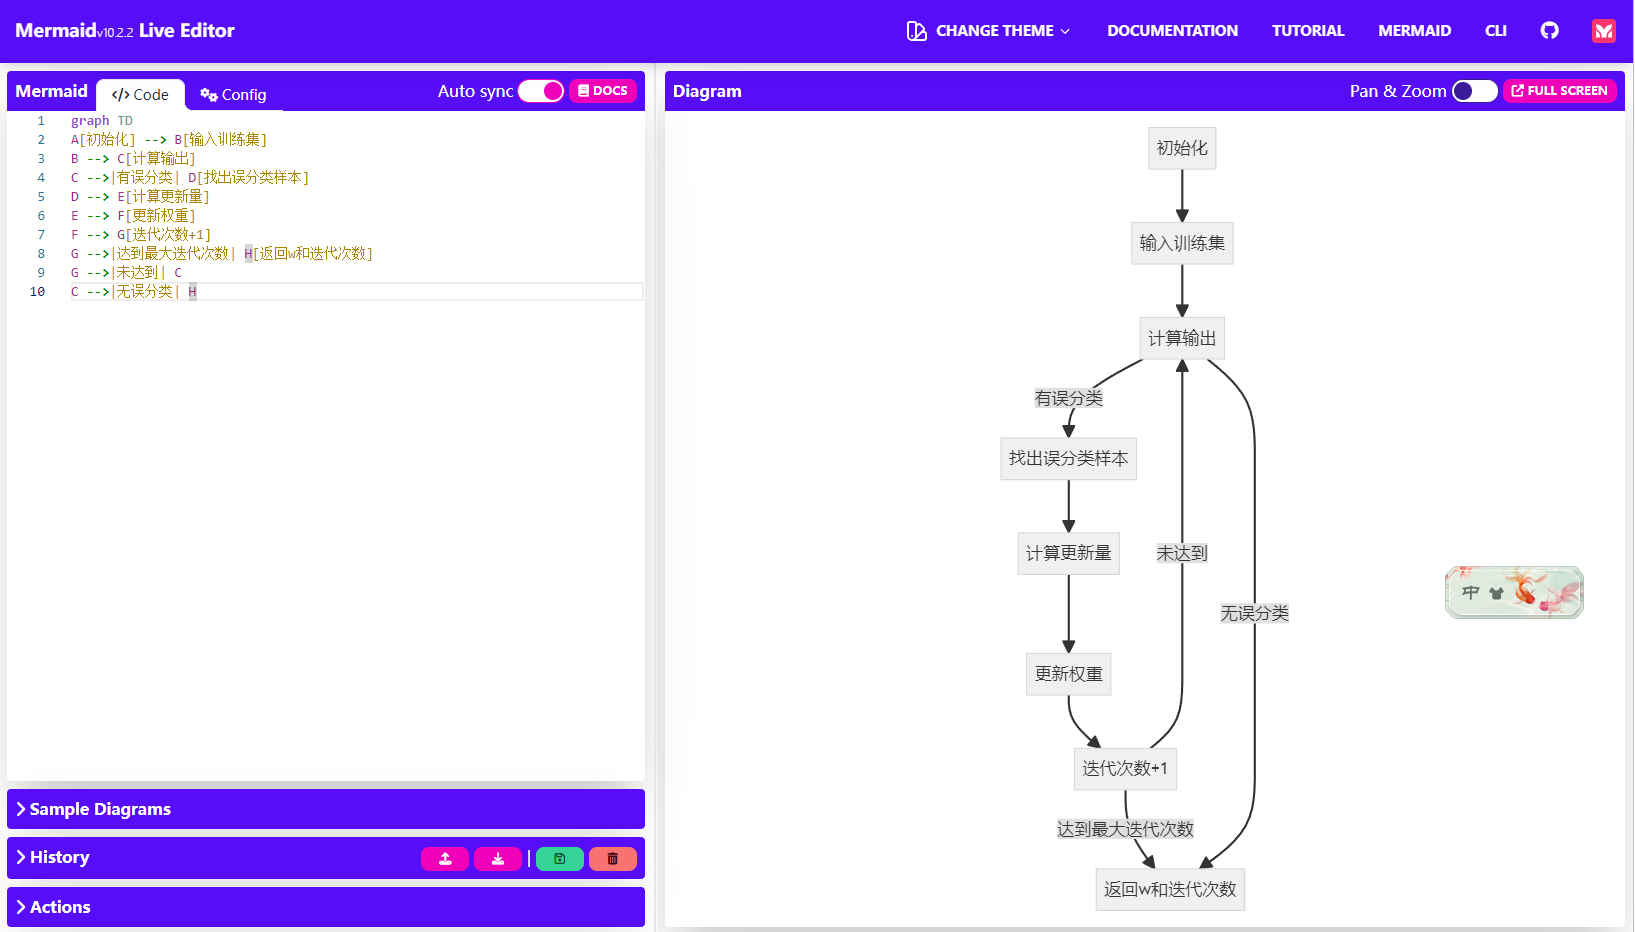 Mermaidv10.2.2 Live Editor
CHANGE THEME
DOCUMENTATION
TUTORIAL
MERMAID
CLI
Mermaid
Code
Config
Auto sync
DOCS
1 graph TD
2 A[初始化] --> B[输入训练集]
3 B --> C[计算输出]
4 C -->|有误分类| D[找出误分类样本]
5 D --> E[计算更新量]
6 E --> F[更新权重]
7 F --> G[迭代次数+1]
8 G -->|达到最大迭代次数| H[返回w和迭代次数]
9 G -->|未达到| C
10 C -->|无误分类| H
Sample Diagrams
History
Actions
Diagram
Pan & Zoom
FULL SCREEN
初始化
输入训练集
计算输出
有误分类
找出误分类样本
计算更新量
未达到
无误分类
更新权重
迭代次数+1
达到最大迭代次数
返回w和迭代次数
中